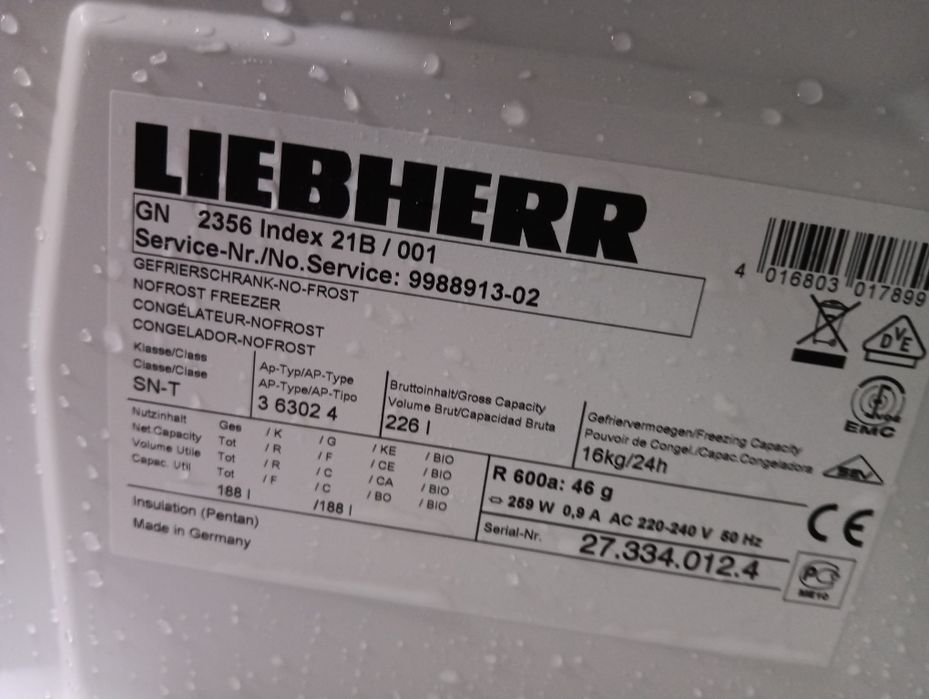 LIEBHERR
GN 2356 Index 21B / 001
Service-Nr./No.Service: 9988913-02
GEFRIERSCHRANK-NO-FROST
NOFROST FREEZER
CONGÉLATEUR-NOFROST
CONGELADOR-NOFROST
4 016803 017899
DVE
EMC
SEV
Klasse/Class
Classe/Clase
SN-T
Ap-Typ/AP-Type
AP-Type/AP-Tipo
3 6302 4
Bruttoinhalt/Gross Capacity
Volume Brut/Capacidad Bruta
226 l
Gefriervermoegen/Freezing Capacity
Pouvoir de Congel./Capac.Congeladora
16kg/24h
Nutzinhalt Ges / K / G / KE / BIO
Net.Capacity Tot / R / F / CE / BIO
Volume Utile Tot / R / C / CA / BIO
Capac. Util Tot / F / C / BO / BIO
188 l /188 l
R 600a: 46 g
259 W 0,9 A AC 220-240 V 50 Hz
CE
Serial-Nr. 27.334.012.4
Insulation (Pentan)
Made in Germany